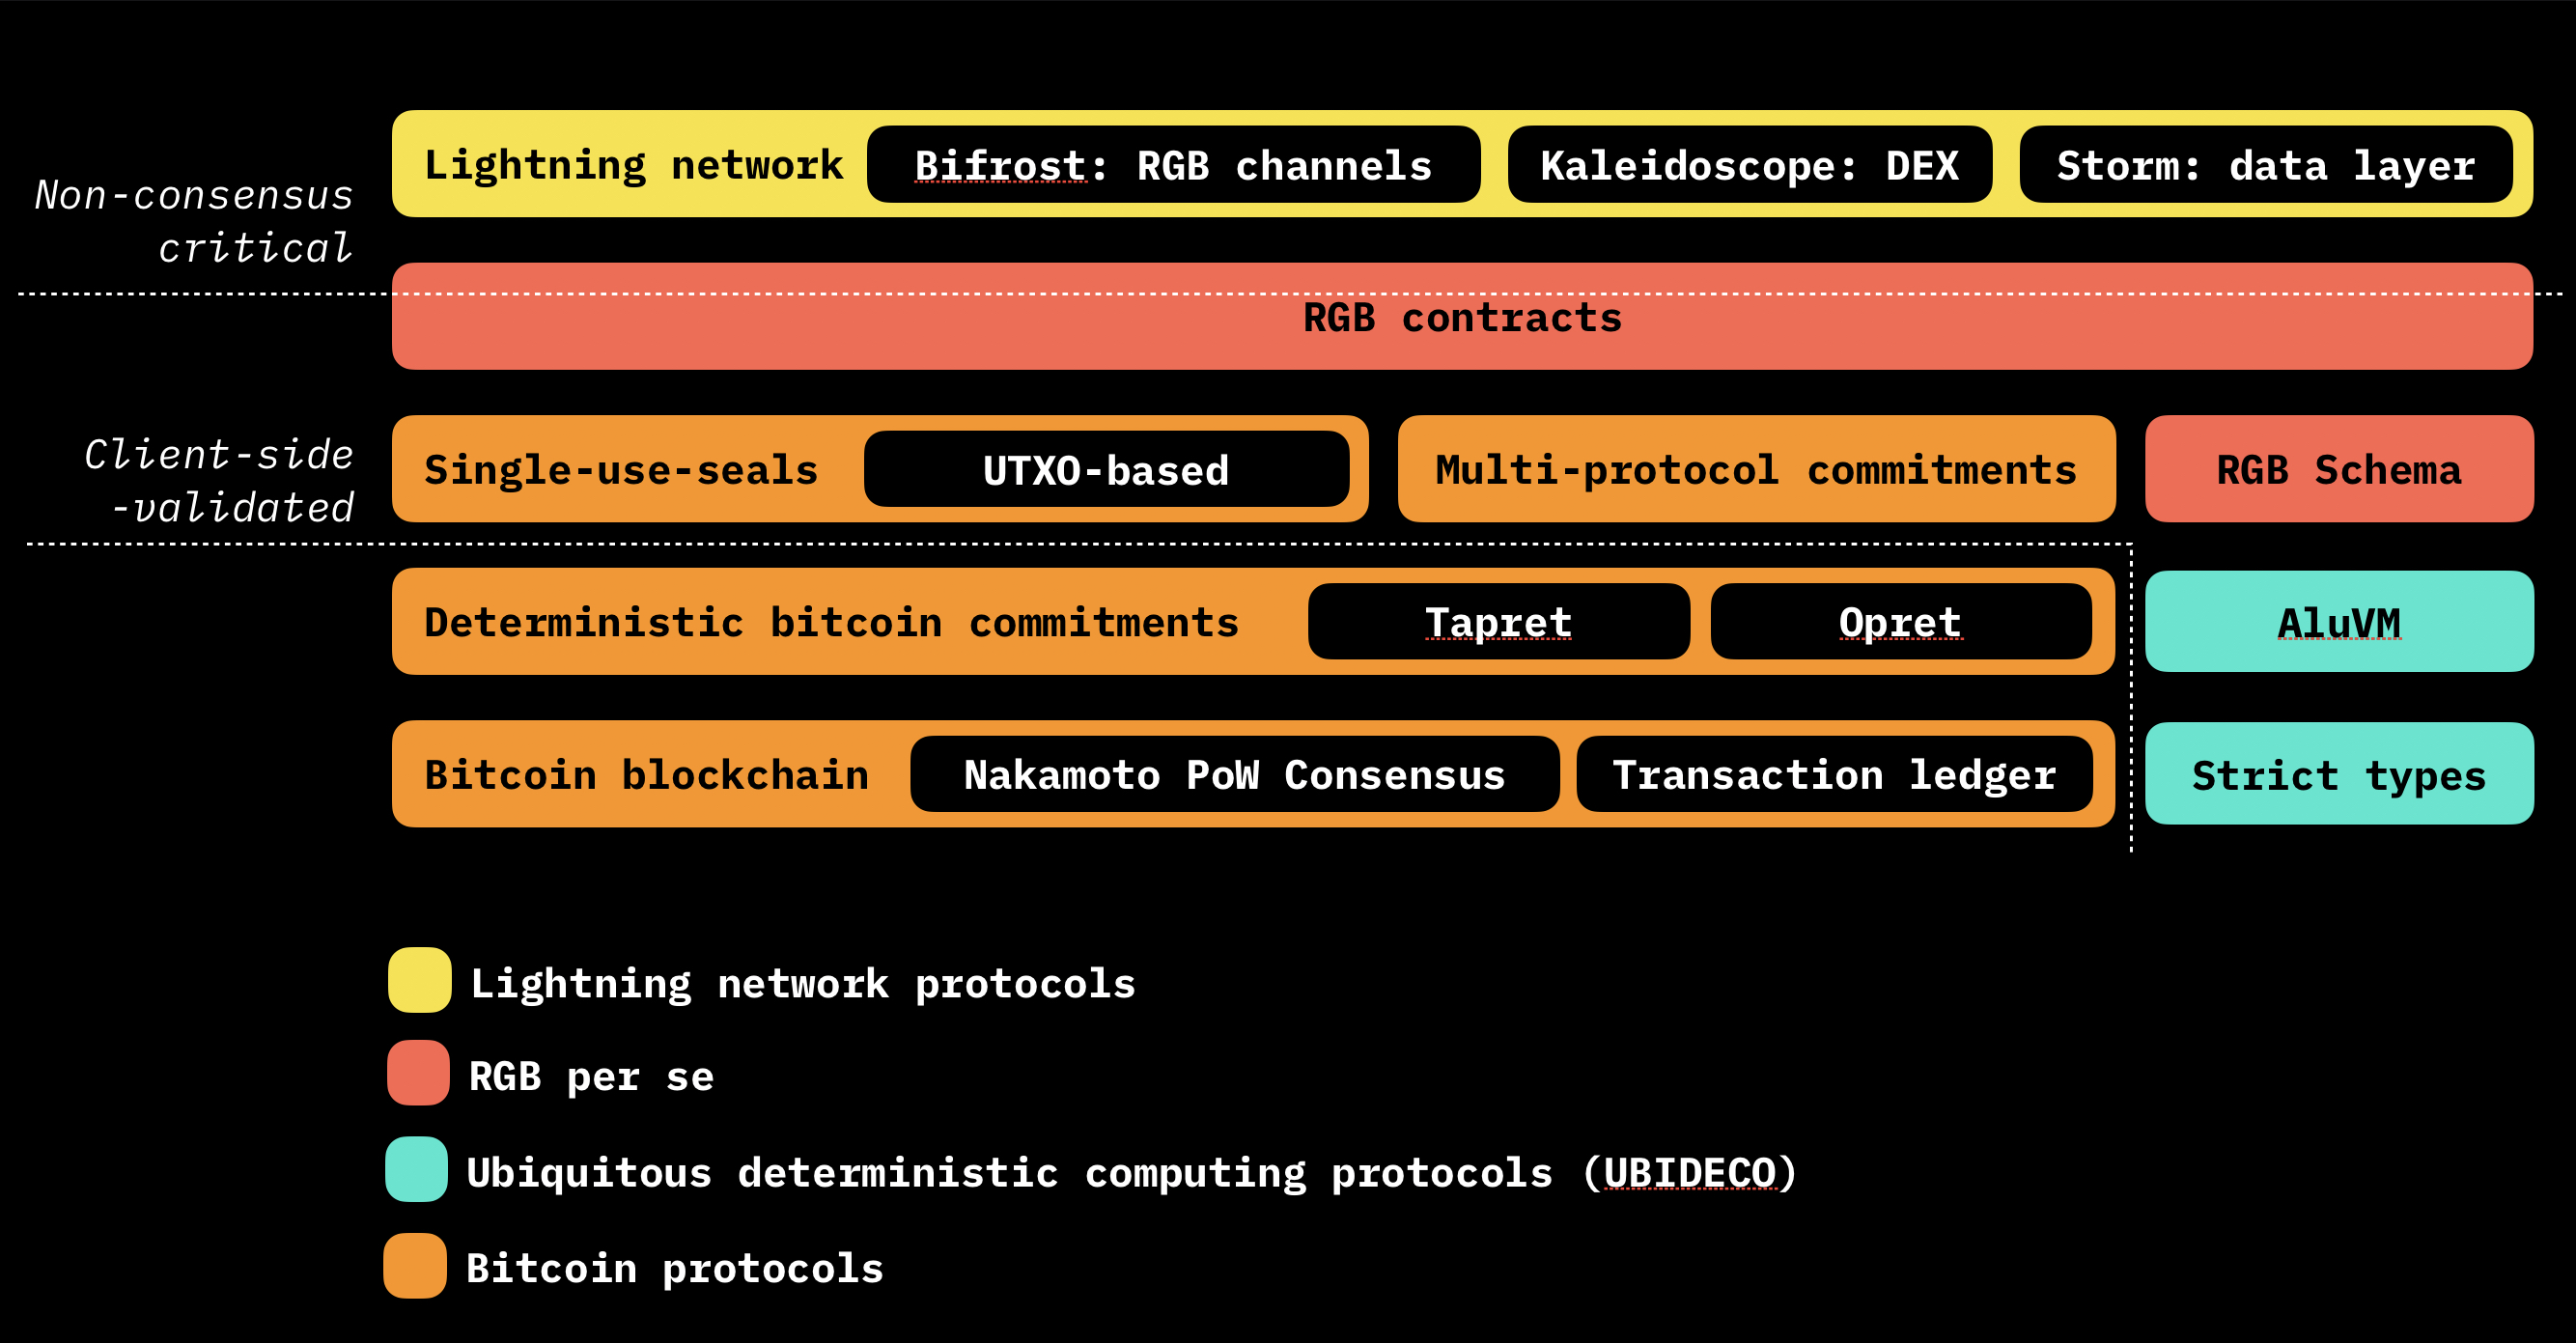 Non-consensus
critical
Lightning network Bifrost: RGB channels Kaleidoscope: DEX Storm: data layer
RGB contracts
Client-side
-validated
Single-use-seals UTXO-based Multi-protocol commitments RGB Schema
Deterministic bitcoin commitments Tapret Opret AluVM
Bitcoin blockchain Nakamoto PoW Consensus Transaction ledger Strict types
Lightning network protocols
RGB per se
Ubiquitous deterministic computing protocols (UBIDECO)
Bitcoin protocols